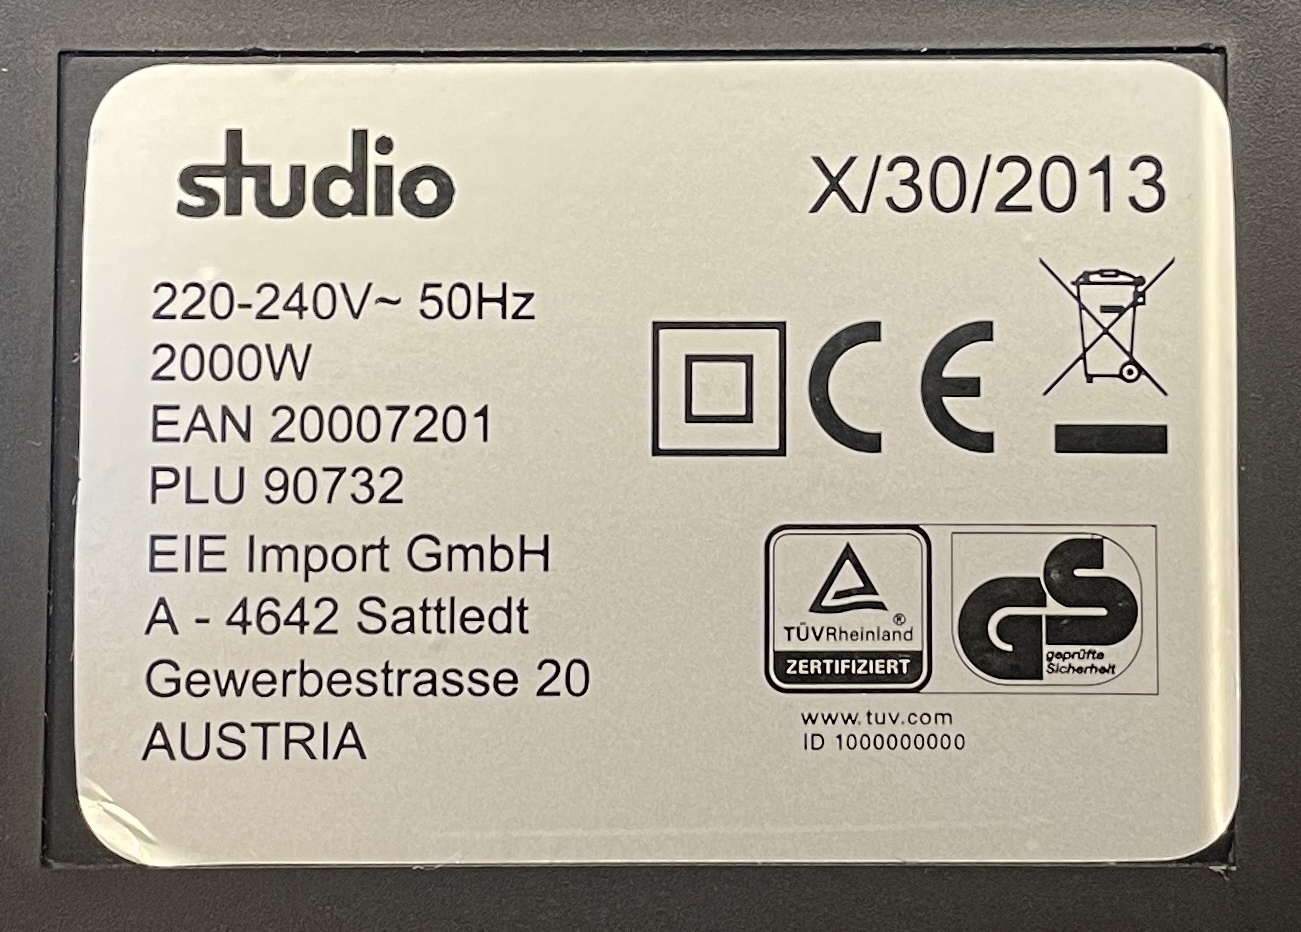 studio
X/30/2013
220-240V~ 50Hz
2000W
EAN 20007201
PLU 90732
EIE Import GmbH
A - 4642 Sattledt
Gewerbestrasse 20
AUSTRIA
CE
TÜVRheinland®
ZERTIFIZIERT
GS
geprüfte
Sicherheit
www.tuv.com
ID 1000000000